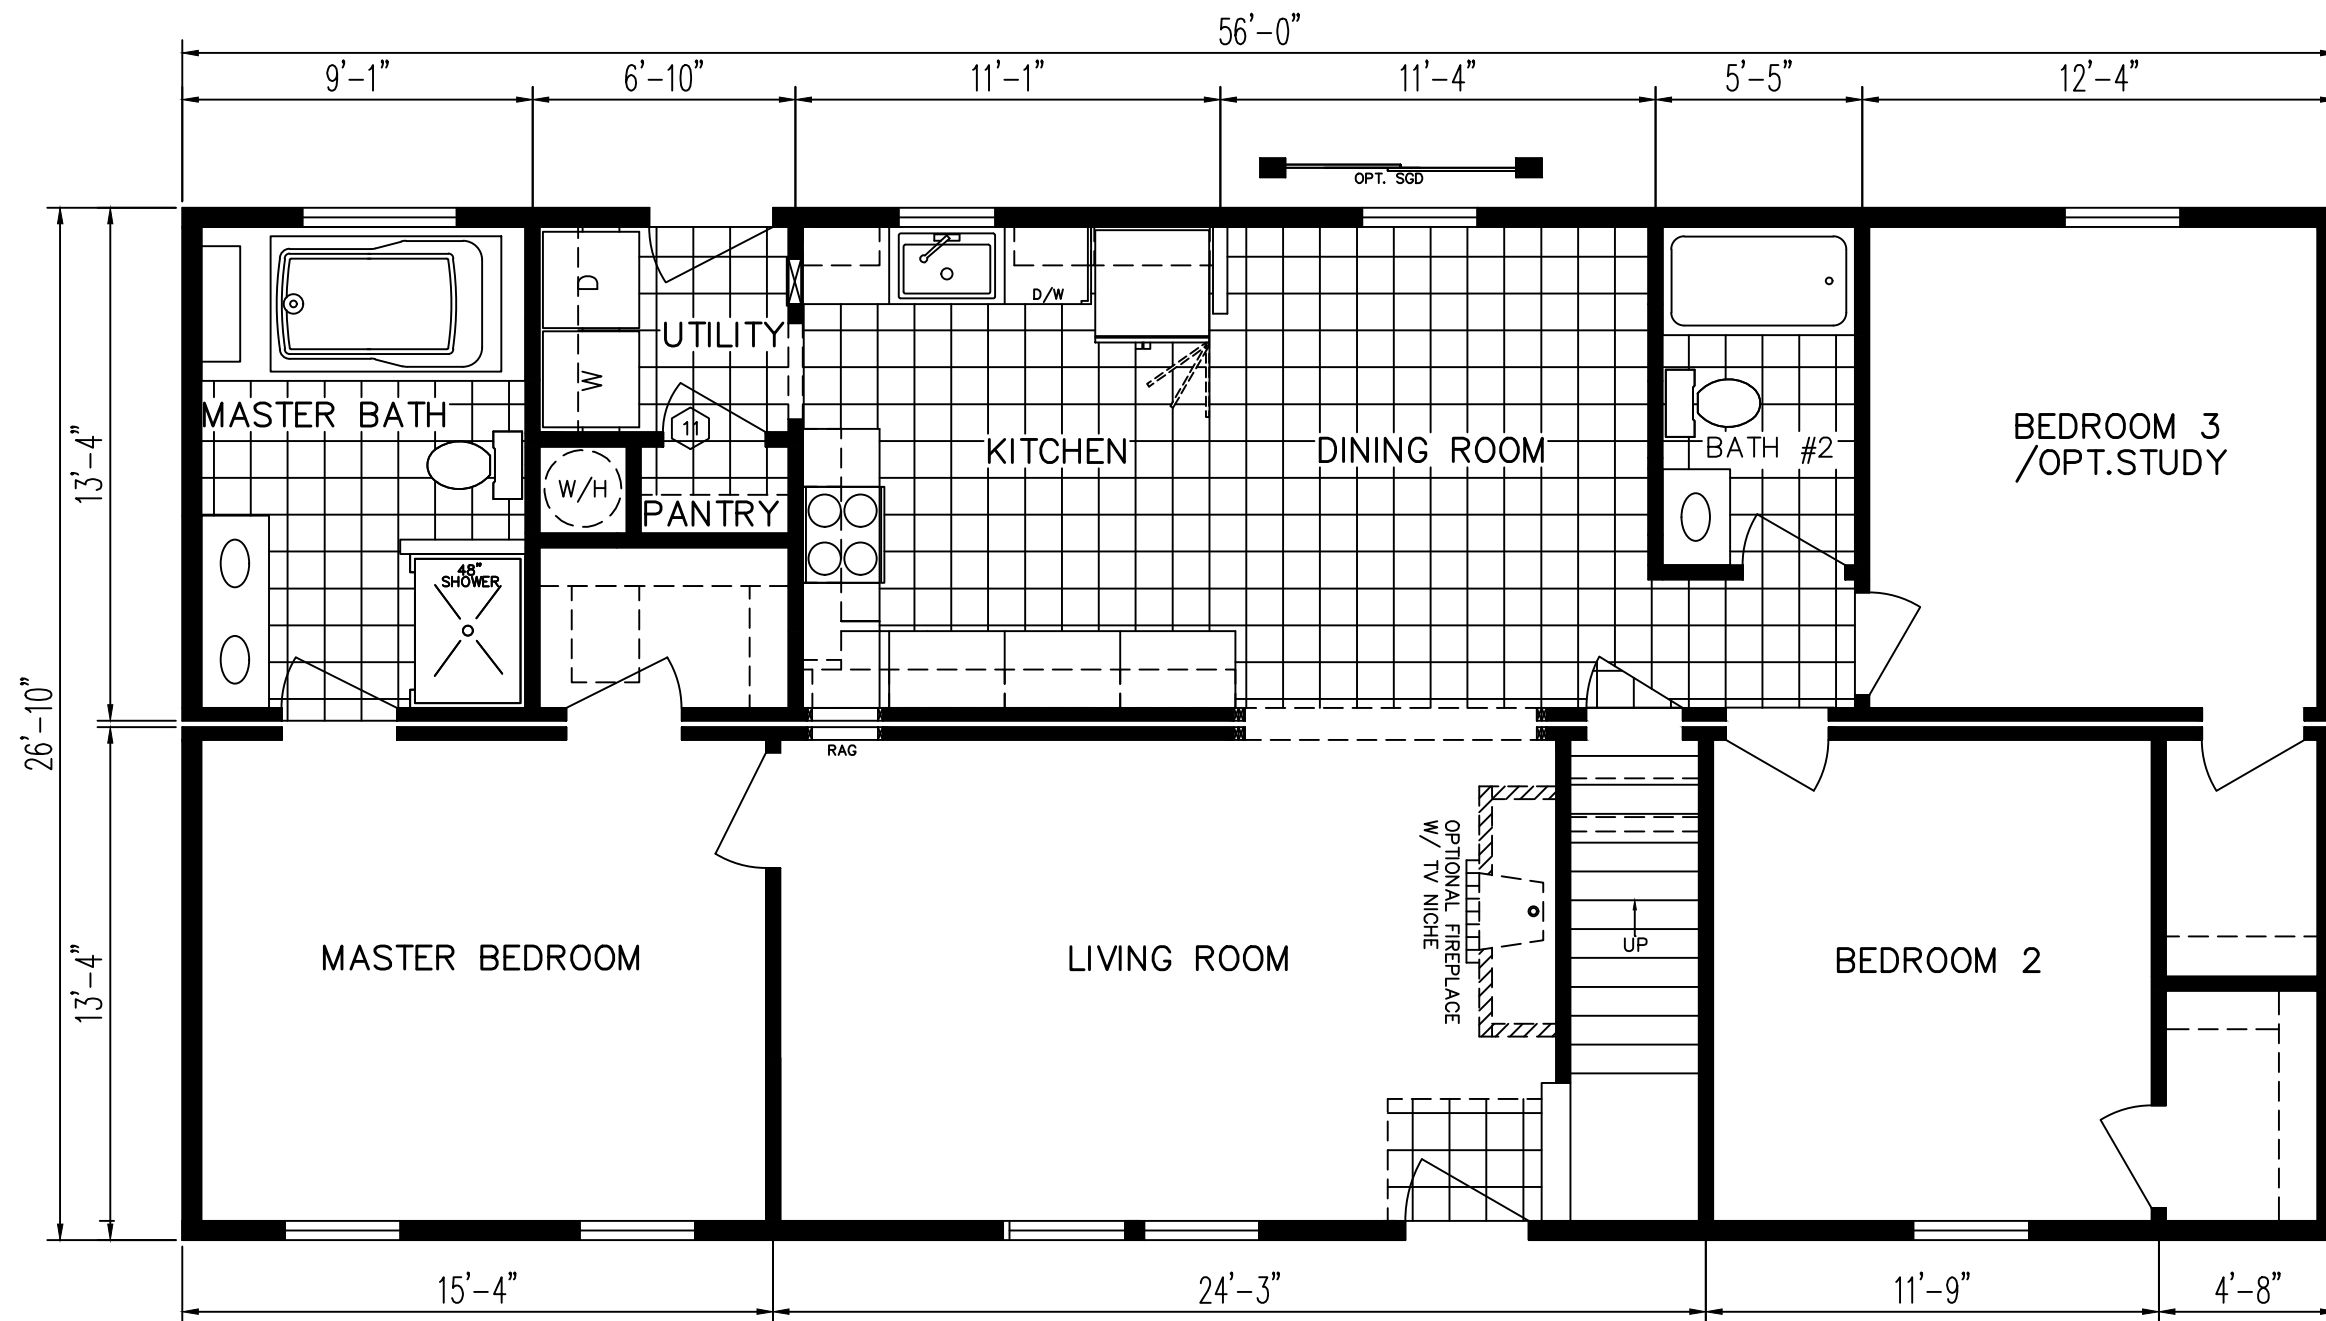 56'-0"
9'-1"
6'-10"
11'-1"
11'-4"
5'-5"
12'-4"
OPT. SGD
D
W
UTILITY
D/W
MASTER BATH
11
KITCHEN
DINING ROOM
BATH #2
BEDROOM 3
/OPT.STUDY
13'-4"
W/H
PANTRY
48"
SHOWER
26'-10"
RAG
OPTIONAL FIREPLACE
W/ TV NICHE
13'-4"
MASTER BEDROOM
LIVING ROOM
UP
BEDROOM 2
15'-4"
24'-3"
11'-9"
4'-8"